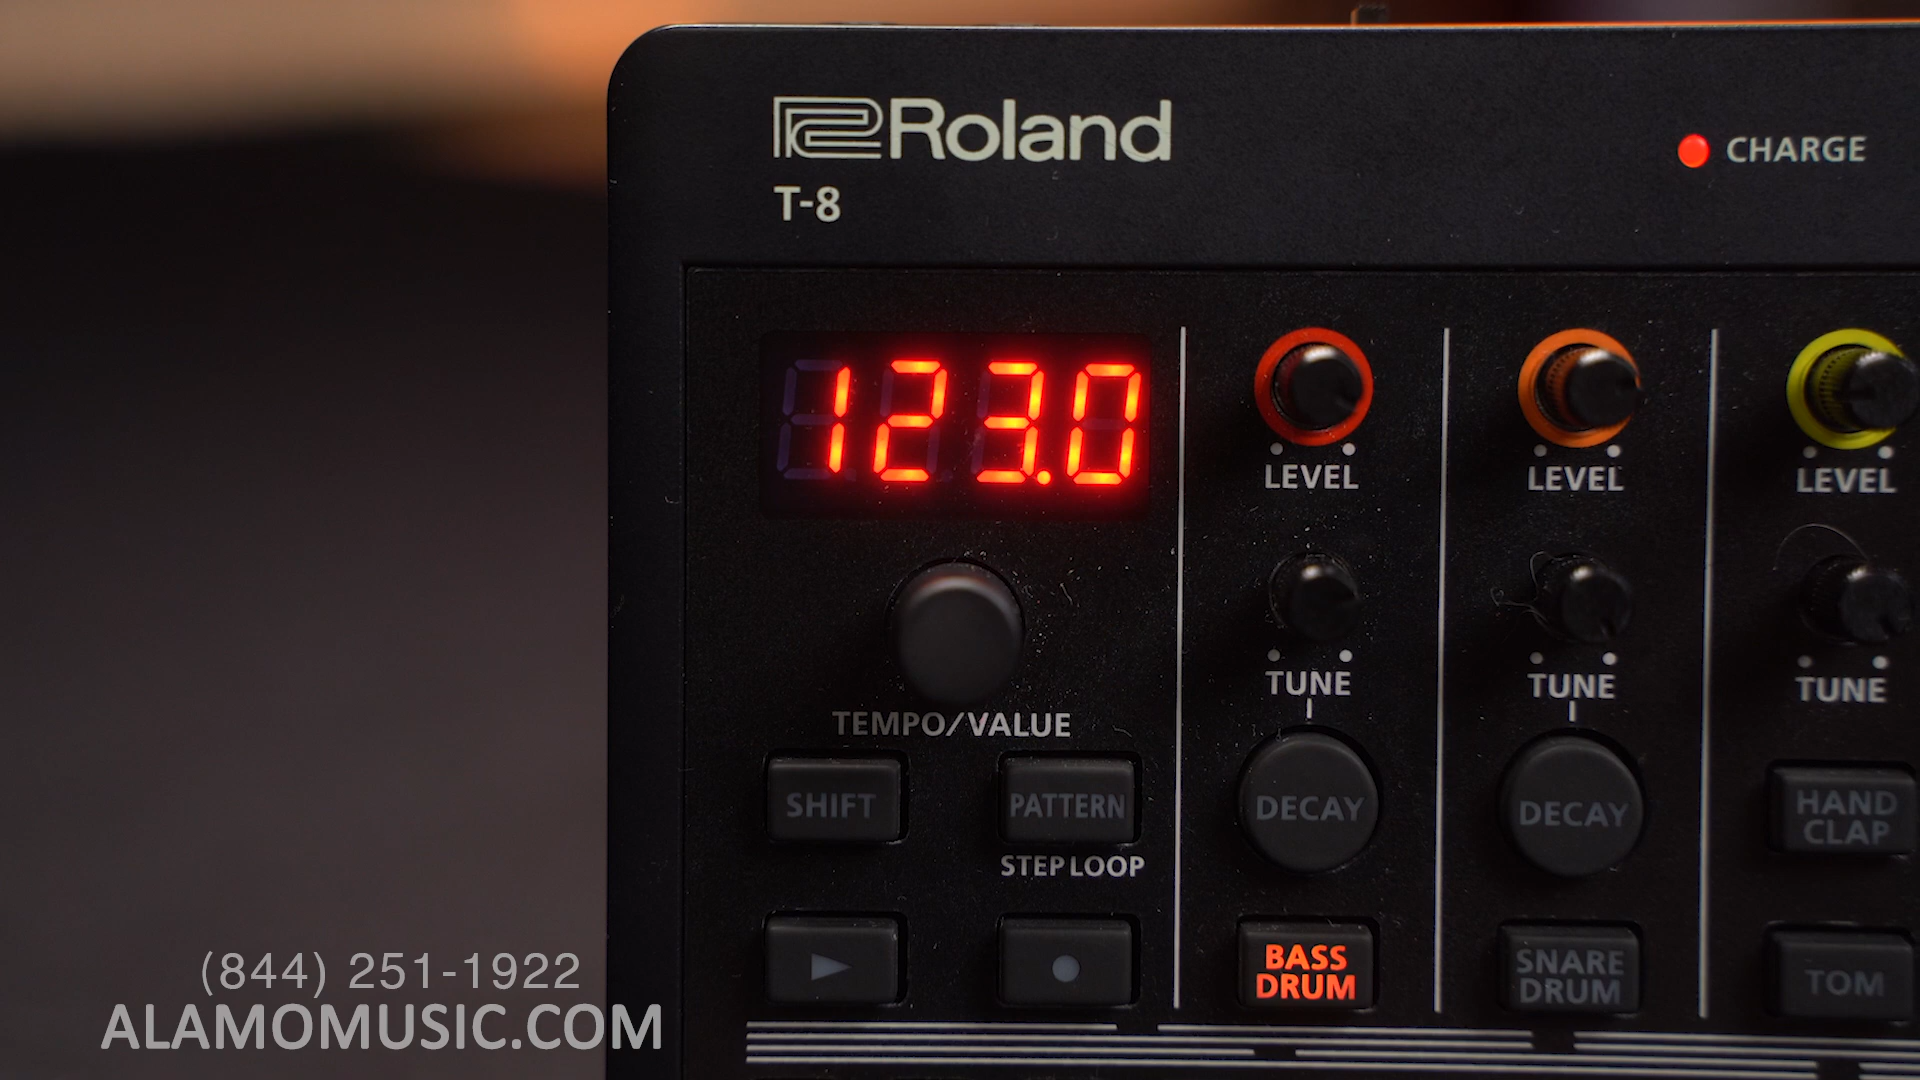 Roland
T-8
CHARGE
123.0
LEVEL
LEVEL
LEVEL
TUNE
TUNE
TUNE
TEMPO/VALUE
SHIFT
PATTERN
DECAY
DECAY
HAND
CLAP
STEP LOOP
BASS
DRUM
SNARE
DRUM
TOM
(844) 251-1922
ALAMOMUSIC.COM